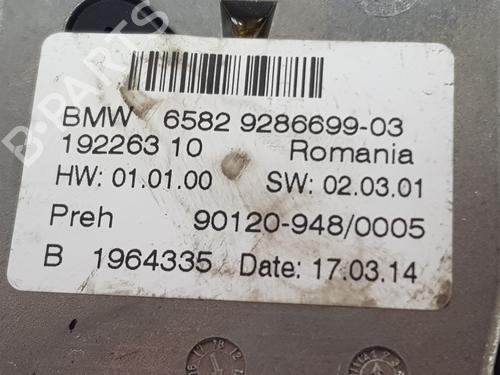 BMW 6582 9286699-03
192263 10 Romania
HW: 01.01.00 SW: 02.03.01
Preh 90120-948/0005
B 1964335 Date: 17.03.14
B-PARTS